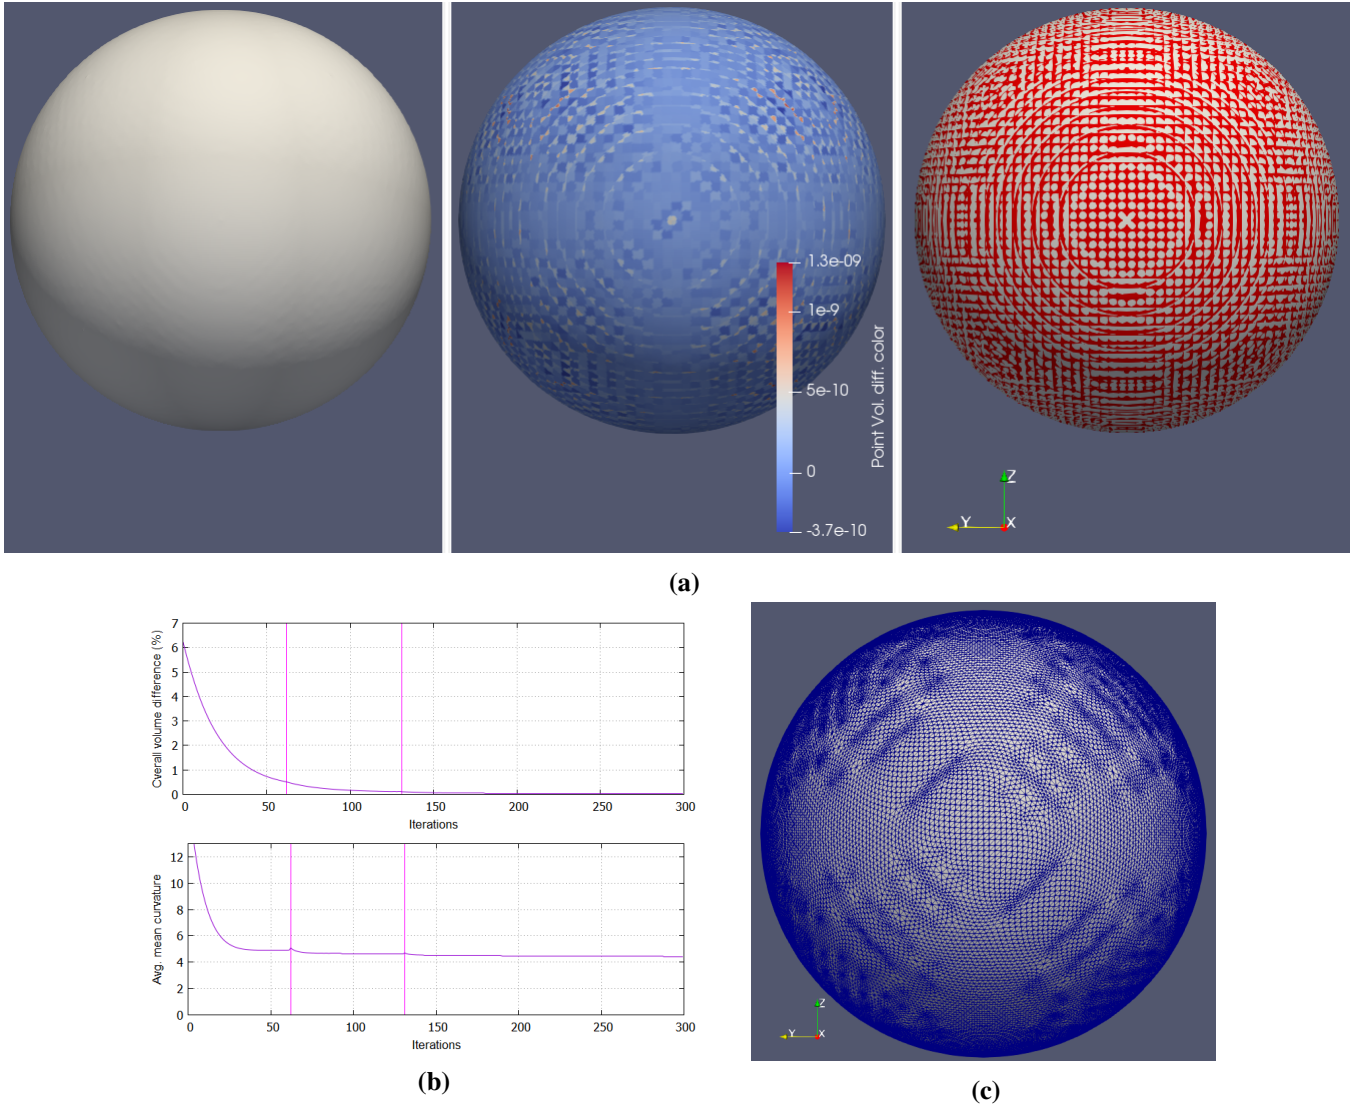 1.3e-09
1e-9
5e-10
0
-3.7e-10
Point Vol. diff. color
Z
Y
X
(a)
Overall volume difference (%)
7
6
5
4
3
2
1
0
0 50 100 150 200 250 300
Iterations
Avg. mean curvature
12
10
8
6
4
2
0
0 50 100 150 200 250 300
Iterations
(b)
Z
Y
X
(c)